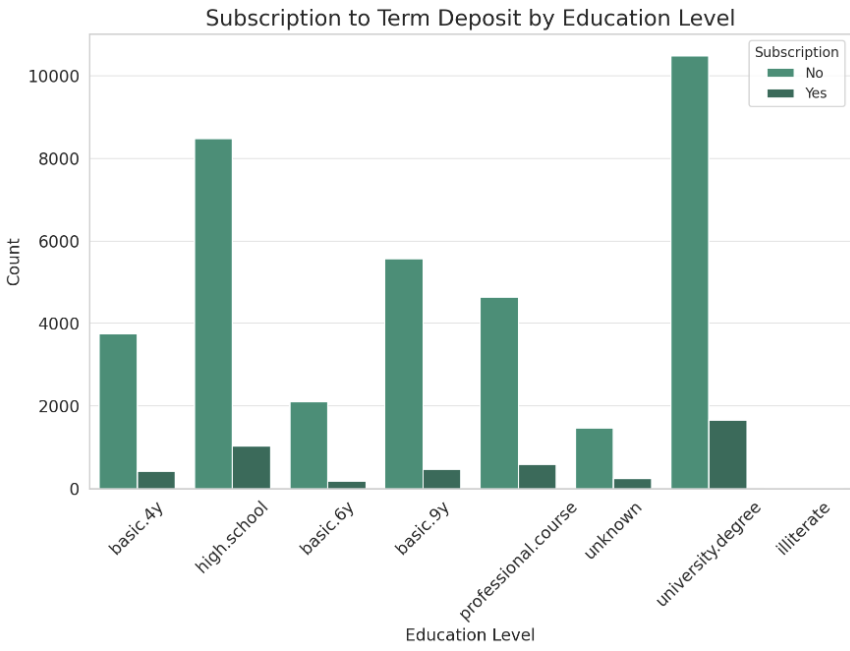 Subscription to Term Deposit by Education Level
Subscription
No
Yes
Count
10000
8000
6000
4000
2000
0
basic.4y
high.school
basic.6y
basic.9y
professional.course
unknown
university.degree
illiterate
Education Level